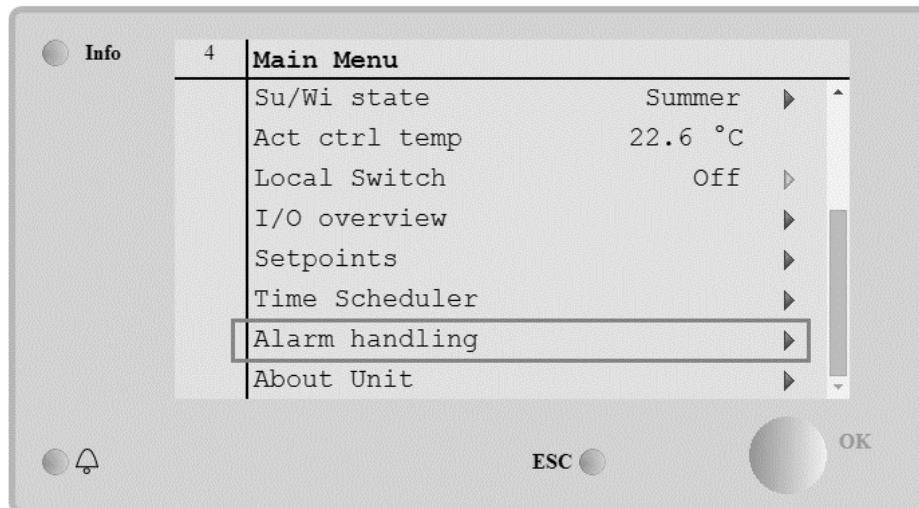 Info
4 Main Menu
Su/Wi state Summer
Act ctrl temp 22.6 °C
Local Switch Off
I/O overview
Setpoints
Time Scheduler
Alarm handling
About Unit
ESC
OK